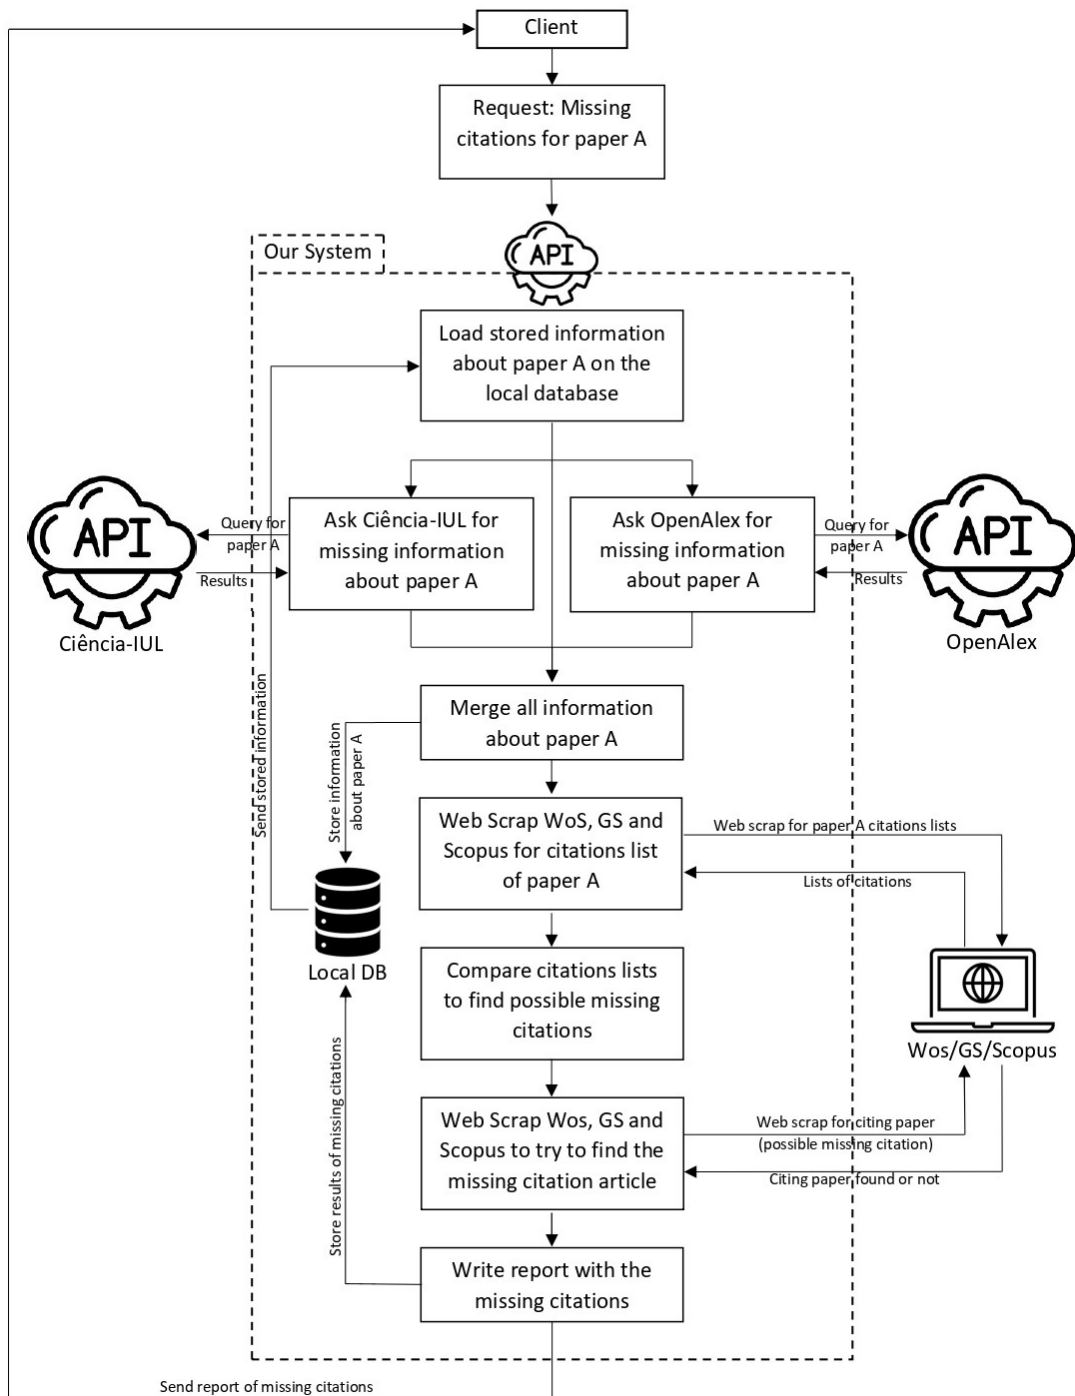 Client
Request: Missing
citations for paper A
API
Our System
Load stored information
about paper A on the
local database
API
Ciência-IUL
Query for
paper A
Results
Ask Ciência-IUL for
missing information
about paper A
Ask OpenAlex for
missing information
about paper A
Query for
paper A
Results
API
OpenAlex
Send stored information
Merge all information
about paper A
Store information
about paper A
Web Scrap WoS, GS and
Scopus for citations list
of paper A
Web scrap for paper A citations lists
Lists of citations
Local DB
Compare citations lists
to find possible missing
citations
Wos/GS/Scopus
Store results of missing citations
Web Scrap Wos, GS and
Scopus to try to find the
missing citation article
Web scrap for citing paper
(possible missing citation)
Citing paper found or not
Write report with the
missing citations
Send report of missing citations